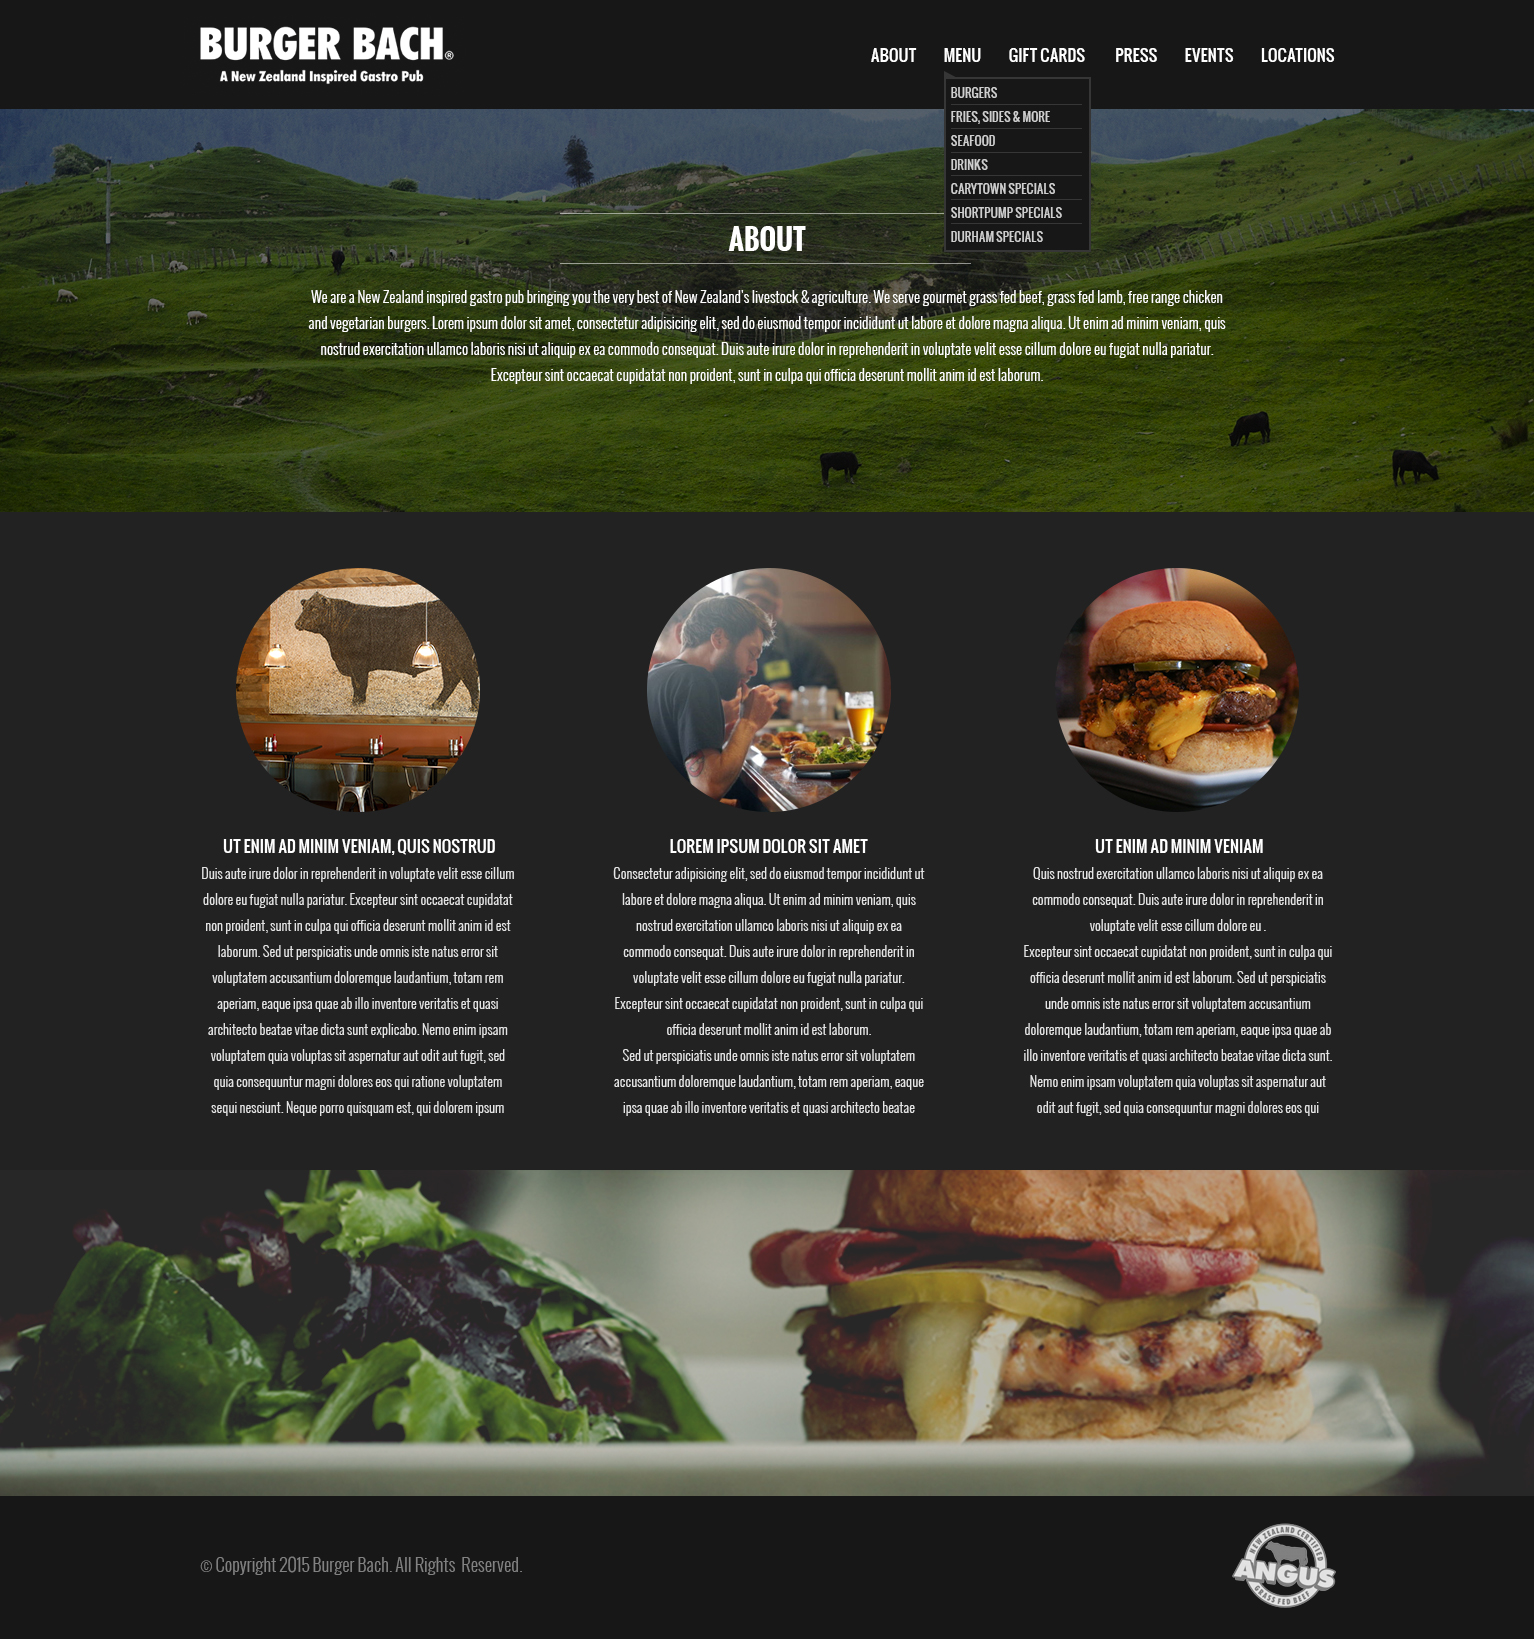 BURGER BACH®
A New Zealand Inspired Gastro Pub
ABOUT MENU GIFT CARDS PRESS EVENTS LOCATIONS
BURGERS
FRIES, SIDES & MORE
SEAFOOD
DRINKS
CARYTOWN SPECIALS
SHORTPUMP SPECIALS
DURHAM SPECIALS
ABOUT
We are a New Zealand inspired gastro pub bringing you the very best of New Zealand's livestock & agriculture. We serve gourmet grass fed beef, grass fed lamb, free range chicken
and vegetarian burgers. Lorem ipsum dolor sit amet, consectetur adipisicing elit, sed do eiusmod tempor incididunt ut labore et dolore magna aliqua. Ut enim ad minim veniam, quis
nostrud exercitation ullamco laboris nisi ut aliquip ex ea commodo consequat. Duis aute irure dolor in reprehenderit in voluptate velit esse cillum dolore eu fugiat nulla pariatur.
Excepteur sint occaecat cupidatat non proident, sunt in culpa qui officia deserunt mollit anim id est laborum.
UT ENIM AD MINIM VENIAM, QUIS NOSTRUD
Duis aute irure dolor in reprehenderit in voluptate velit esse cillum
dolore eu fugiat nulla pariatur. Excepteur sint occaecat cupidatat
non proident, sunt in culpa qui officia deserunt mollit anim id est
laborum. Sed ut perspiciatis unde omnis iste natus error sit
voluptatem accusantium doloremque laudantium, totam rem
aperiam, eaque ipsa quae ab illo inventore veritatis et quasi
architecto beatae vitae dicta sunt explicabo. Nemo enim ipsam
voluptatem quia voluptas sit aspernatur aut odit aut fugit, sed
quia consequuntur magni dolores eos qui ratione voluptatem
sequi nesciunt. Neque porro quisquam est, qui dolorem ipsum
LOREM IPSUM DOLOR SIT AMET
Consectetur adipisicing elit, sed do eiusmod tempor incididunt ut
labore et dolore magna aliqua. Ut enim ad minim veniam, quis
nostrud exercitation ullamco laboris nisi ut aliquip ex ea
commodo consequat. Duis aute irure dolor in reprehenderit in
voluptate velit esse cillum dolore eu fugiat nulla pariatur.
Excepteur sint occaecat cupidatat non proident, sunt in culpa qui
officia deserunt mollit anim id est laborum.
Sed ut perspiciatis unde omnis iste natus error sit voluptatem
accusantium doloremque laudantium, totam rem aperiam, eaque
ipsa quae ab illo inventore veritatis et quasi architecto beatae
UT ENIM AD MINIM VENIAM
Quis nostrud exercitation ullamco laboris nisi ut aliquip ex ea
commodo consequat. Duis aute irure dolor in reprehenderit in
voluptate velit esse cillum dolore eu .
Excepteur sint occaecat cupidatat non proident, sunt in culpa qui
officia deserunt mollit anim id est laborum. Sed ut perspiciatis
unde omnis iste natus error sit voluptatem accusantium
doloremque laudantium, totam rem aperiam, eaque ipsa quae ab
illo inventore veritatis et quasi architecto beatae vitae dicta sunt.
Nemo enim ipsam voluptatem quia voluptas sit aspernatur aut
odit aut fugit, sed quia consequuntur magni dolores eos qui
© Copyright 2015 Burger Bach. All Rights Reserved.
NEW ZEALAND CERTIFIED
ANGUS
GRASS FED BEEF